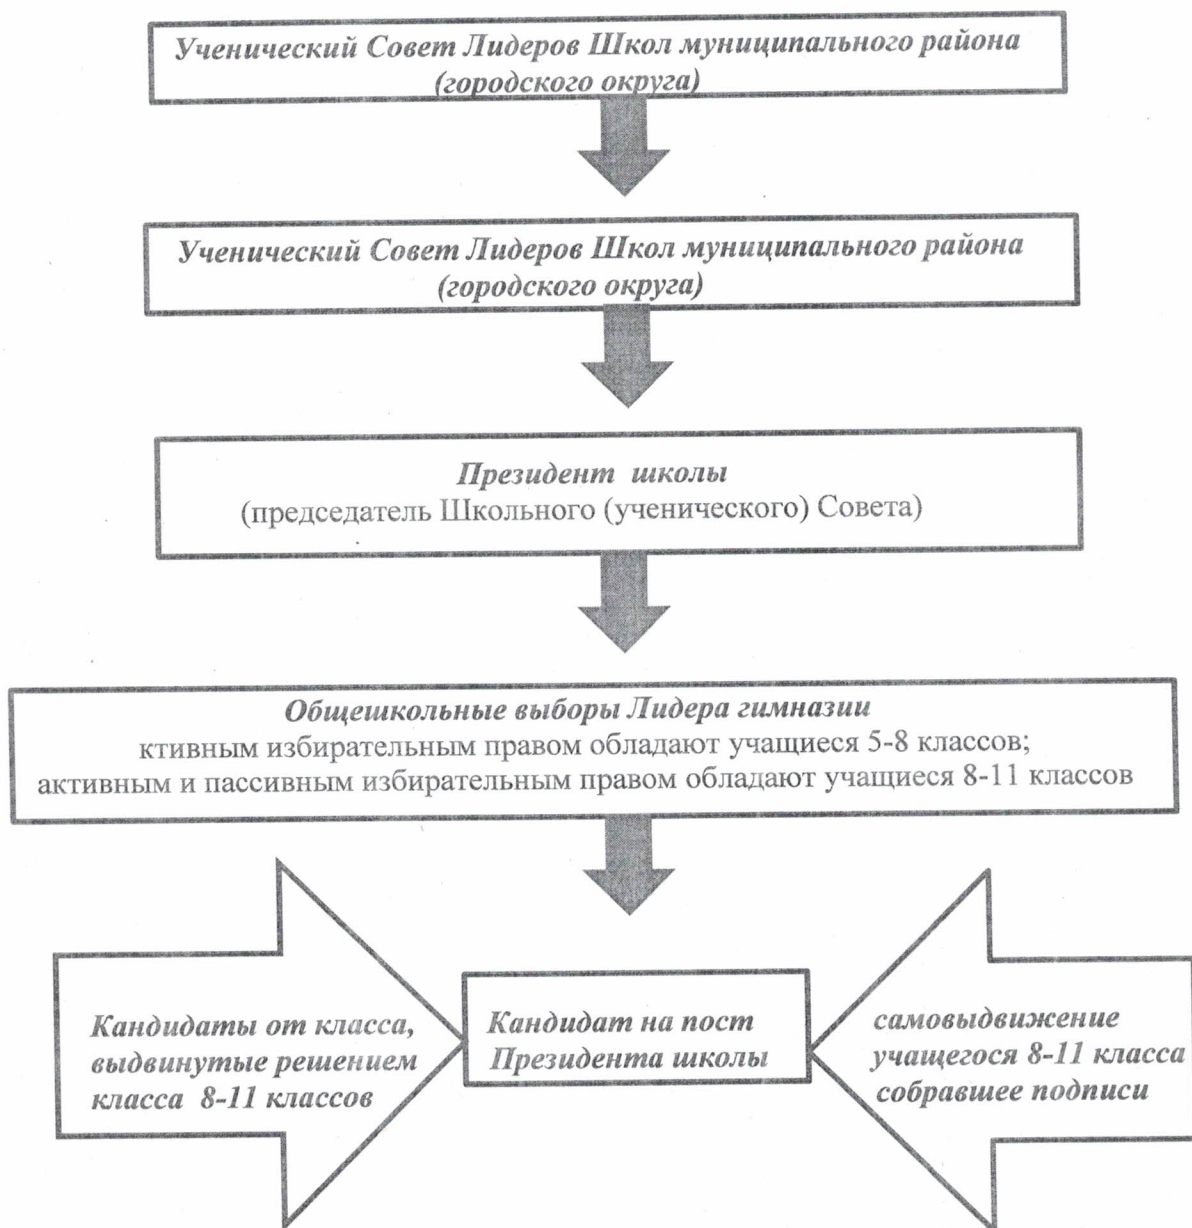 Ученический Совет Лидеров Школ муниципального района
(городского округа)
Ученический Совет Лидеров Школ муниципального района
(городского округа)
Президент школы
(председатель Школьного (ученического) Совета)
Общешкольные выборы Лидера гимназии
ктивным избирательным правом обладают учащиеся 5-8 классов;
активным и пассивным избирательным правом обладают учащиеся 8-11 классов
Кандидаты от класса,
выдвинутые решением
класса 8-11 классов
Кандидат на пост
Президента школы
самовыдвижение
учащегося 8-11 класса
собравшее подписи